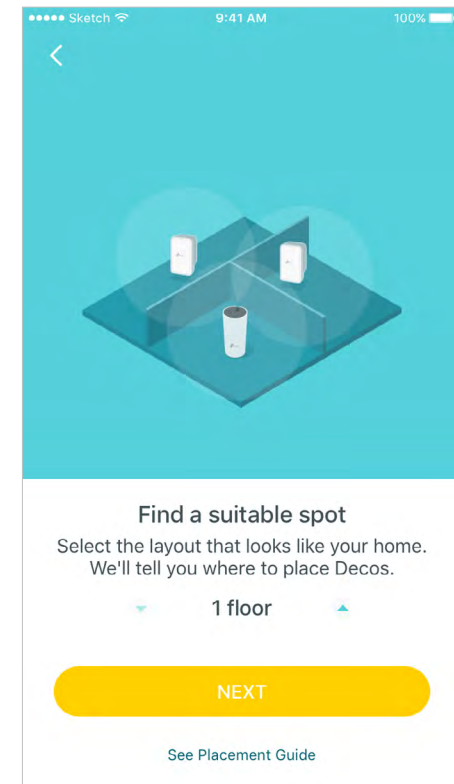 Sketch 9:41 AM 100%
Find a suitable spot
Select the layout that looks like your home.
We'll tell you where to place Decos.
1 floor
NEXT
See Placement Guide